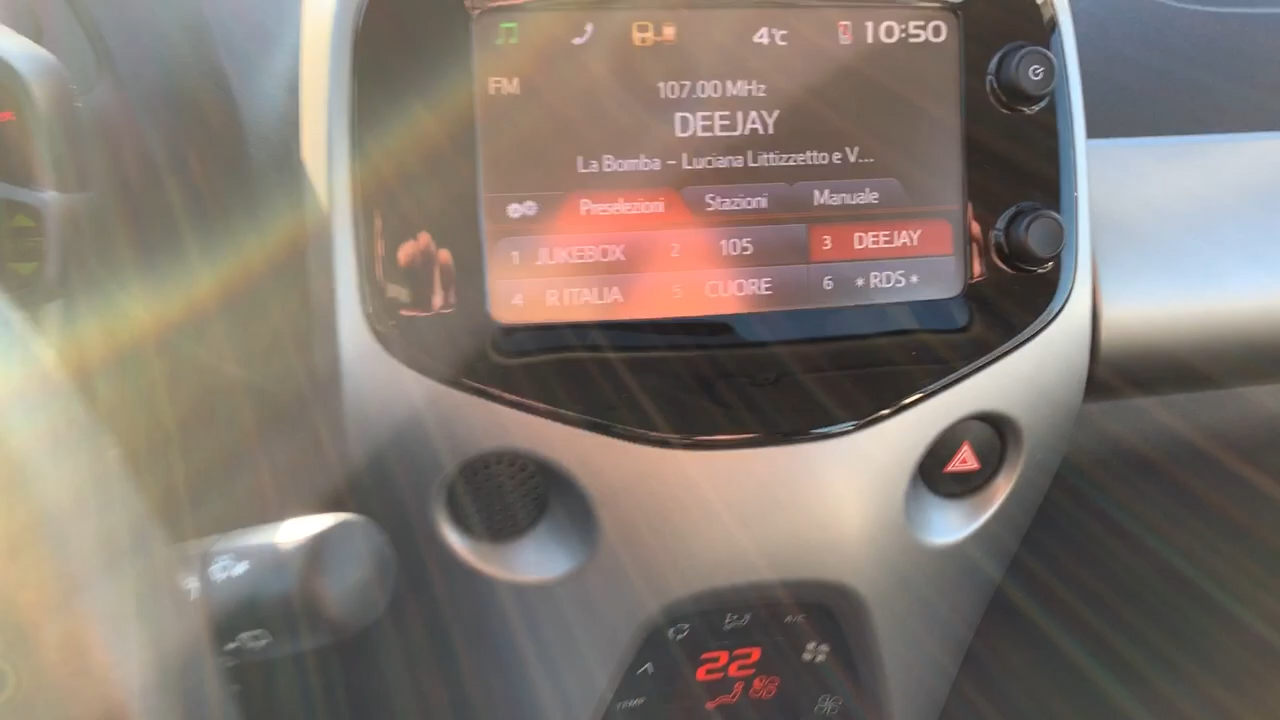 4°C 10:50
FM
107.00 MHz
DEEJAY
La Bomba - Luciana Littizzetto e V...
Preselezioni Stazioni Manuale
1 JUKEBOX 2 105 3 DEEJAY
4 R ITALIA 5 CUORE 6 *RDS*
A/C
22
TEMP